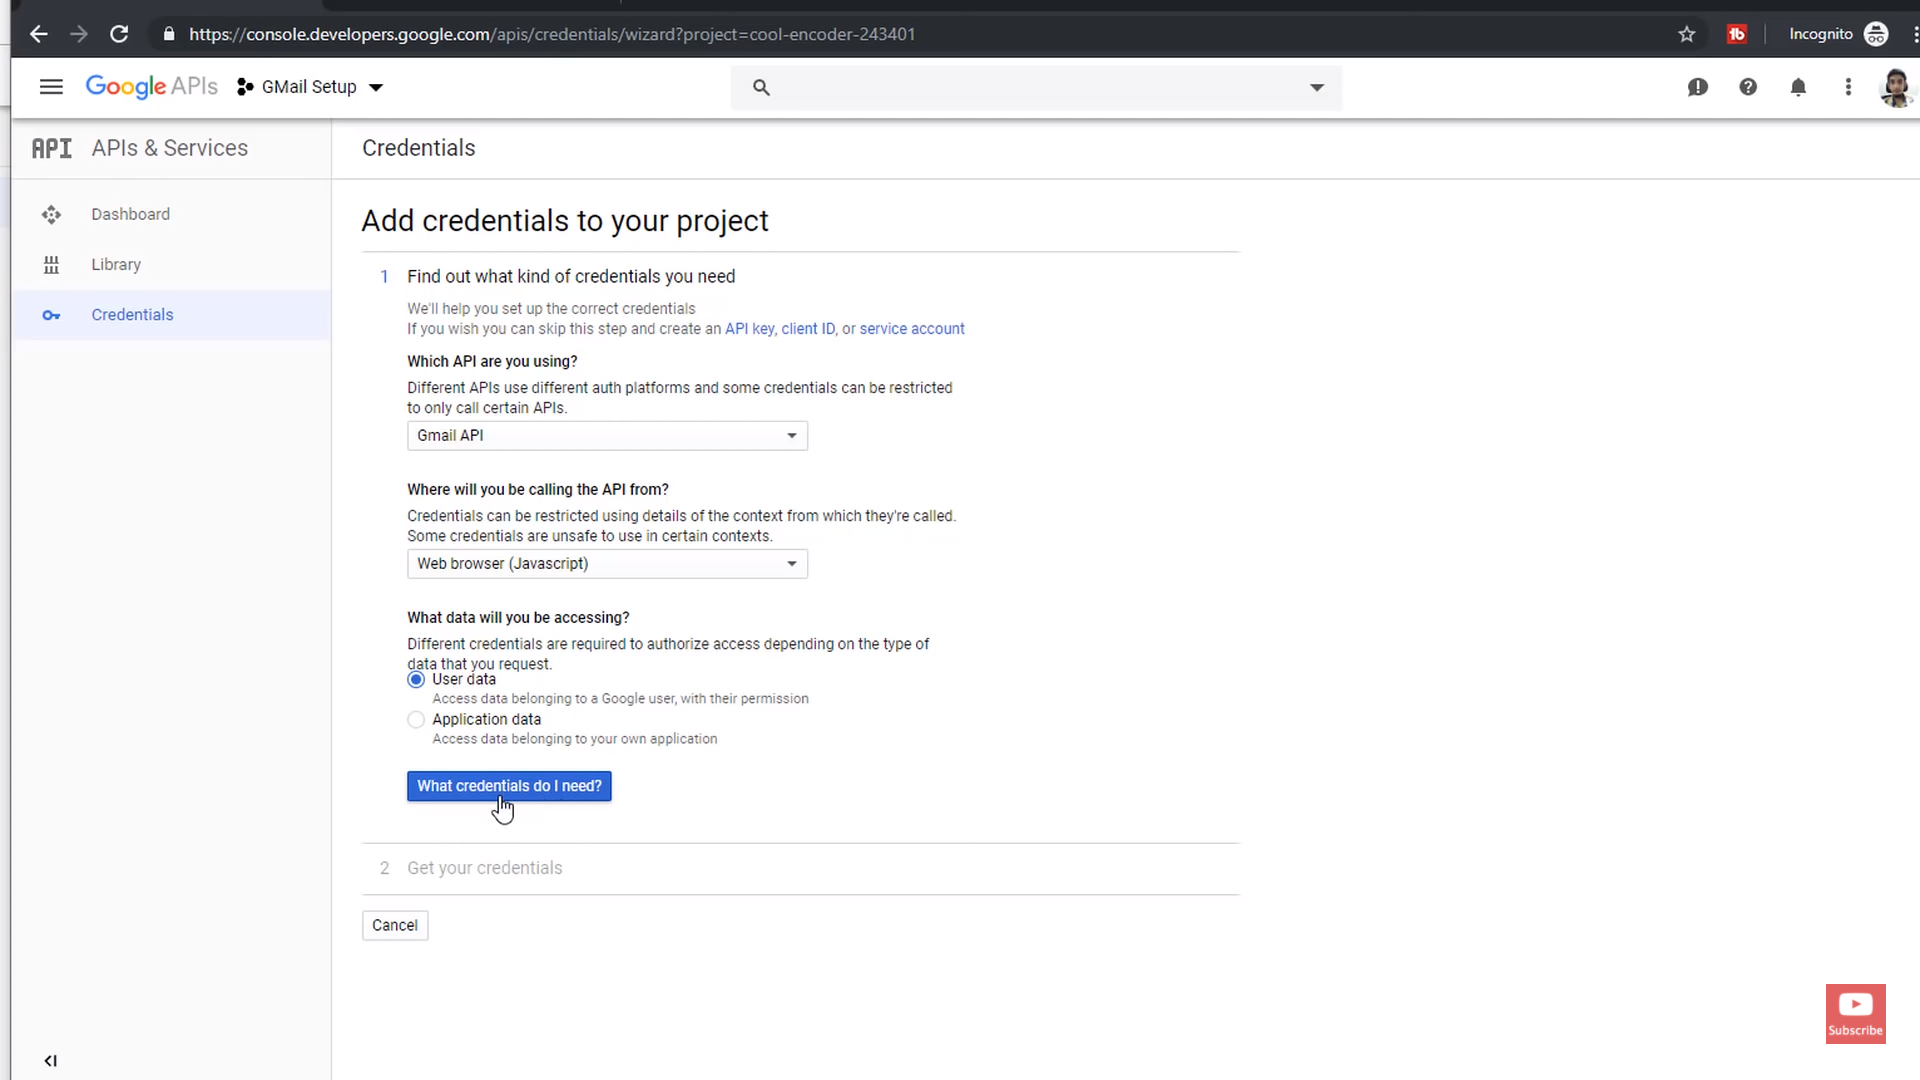 https://console.developers.google.com/apis/credentials/wizard?project=cool-encoder-243401
Incognito
Google APIs
GMail Setup
API APIs & Services
Credentials
Dashboard
Library
Credentials
Add credentials to your project
1 Find out what kind of credentials you need
We'll help you set up the correct credentials
If you wish you can skip this step and create an API key, client ID, or service account
Which API are you using?
Different APIs use different auth platforms and some credentials can be restricted
to only call certain APIs.
Gmail API
Where will you be calling the API from?
Credentials can be restricted using details of the context from which they're called.
Some credentials are unsafe to use in certain contexts.
Web browser (Javascript)
What data will you be accessing?
Different credentials are required to authorize access depending on the type of
data that you request.
User data
Access data belonging to a Google user, with their permission
Application data
Access data belonging to your own application
What credentials do I need?
2 Get your credentials
Cancel
Subscribe